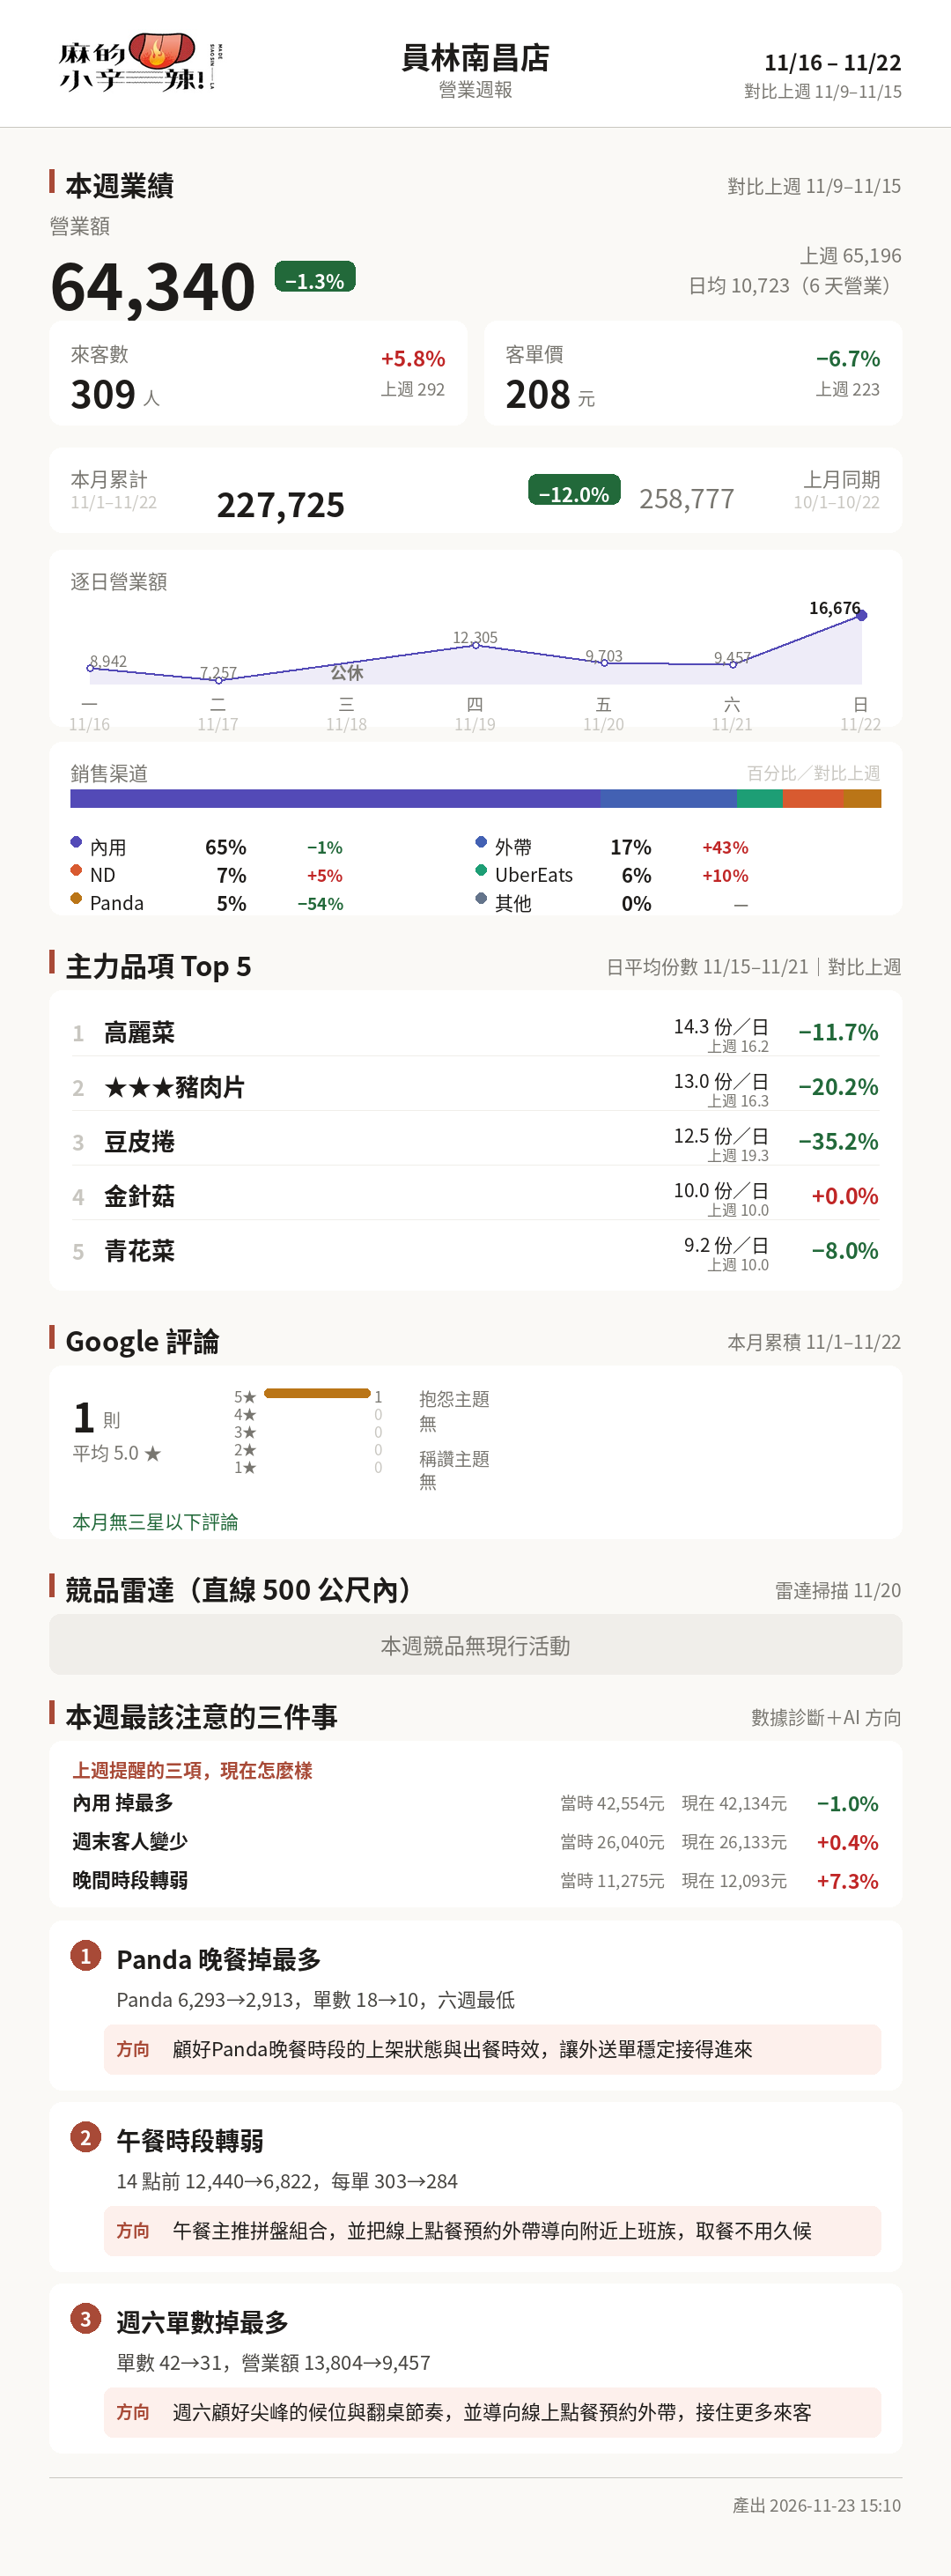 麻的
小辛 辣!
員林南昌店
營業週報
11/16 – 11/22
對比上週 11/9–11/15
本週業績
對比上週 11/9–11/15
營業額
64,340 −1.3%
上週 65,196
日均 10,723（6 天營業）
來客數
309 人
+5.8%
上週 292
客單價
208 元
−6.7%
上週 223
本月累計
11/1–11/22
227,725
−12.0% 258,777
上月同期
10/1–10/22
逐日營業額
8,942 7,257 公休 12,305 9,703 9,457 16,676
一 二 三 四 五 六 日
11/16 11/17 11/18 11/19 11/20 11/21 11/22
銷售渠道
百分比／對比上週
內用 65% −1% 外帶 17% +43%
ND 7% +5% UberEats 6% +10%
Panda 5% −54% 其他 0% —
主力品項 Top 5
日平均份數 11/15–11/21｜對比上週
1 高麗菜 14.3 份／日 −11.7%
上週 16.2
2 ★★★豬肉片 13.0 份／日 −20.2%
上週 16.3
3 豆皮捲 12.5 份／日 −35.2%
上週 19.3
4 金針菇 10.0 份／日 +0.0%
上週 10.0
5 青花菜 9.2 份／日 −8.0%
上週 10.0
Google 評論
本月累積 11/1–11/22
1 則
平均 5.0 ★
5★ 1
4★ 0
3★ 0
2★ 0
1★ 0
抱怨主題
無
稱讚主題
無
本月無三星以下評論
競品雷達（直線 500 公尺內）
雷達掃描 11/20
本週競品無現行活動
本週最該注意的三件事
數據診斷＋AI 方向
上週提醒的三項，現在怎麼樣
內用 掉最多 當時 42,554元 現在 42,134元 −1.0%
週末客人變少 當時 26,040元 現在 26,133元 +0.4%
晚間時段轉弱 當時 11,275元 現在 12,093元 +7.3%
1 Panda 晚餐掉最多
Panda 6,293→2,913，單數 18→10，六週最低
方向 顧好Panda晚餐時段的上架狀態與出餐時效，讓外送單穩定接得進來
2 午餐時段轉弱
14 點前 12,440→6,822，每單 303→284
方向 午餐主推拼盤組合，並把線上點餐預約外帶導向附近上班族，取餐不用久候
3 週六單數掉最多
單數 42→31，營業額 13,804→9,457
方向 週六顧好尖峰的候位與翻桌節奏，並導向線上點餐預約外帶，接住更多來客
產出 2026-11-23 15:10